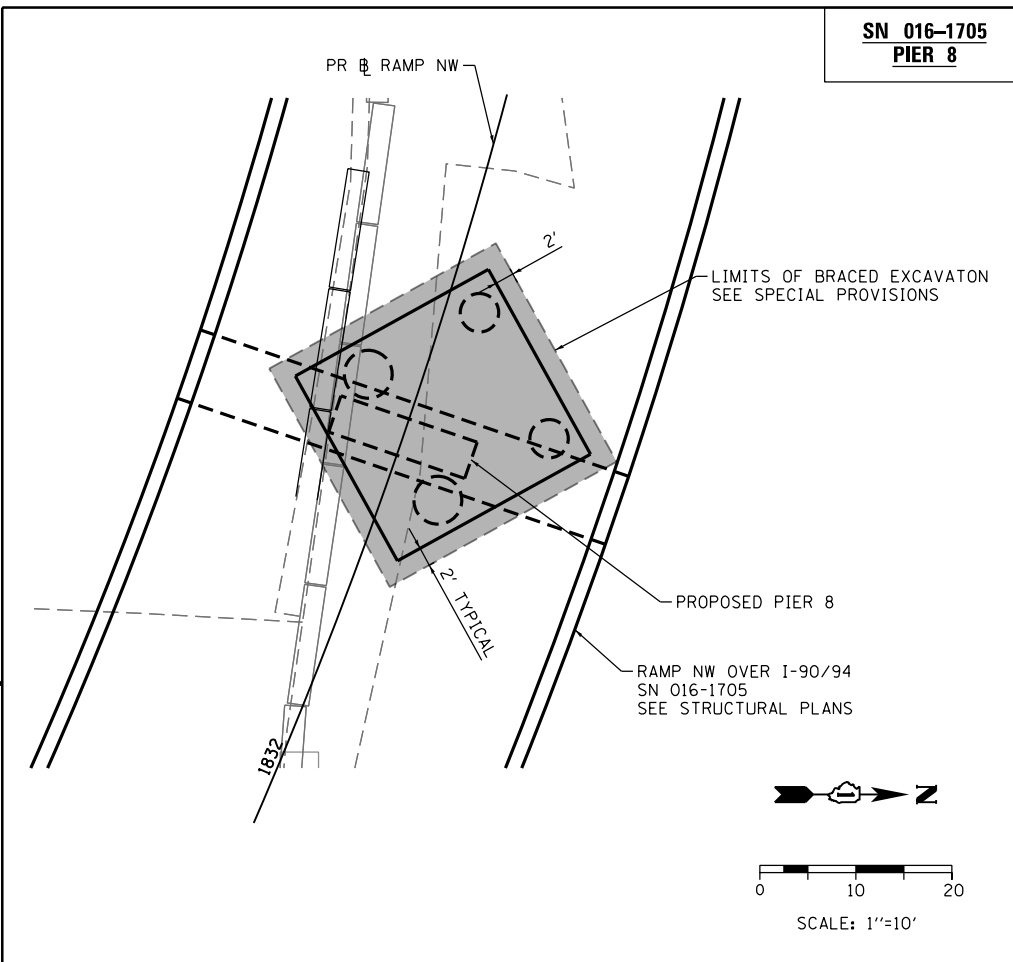 SN 016–1705
PIER 8
PR ⅊ RAMP NW
2'
LIMITS OF BRACED EXCAVATON
SEE SPECIAL PROVISIONS
2' TYPICAL
PROPOSED PIER 8
RAMP NW OVER I-90/94
SN 016-1705
SEE STRUCTURAL PLANS
1832
N
0 10 20
SCALE: 1''=10'